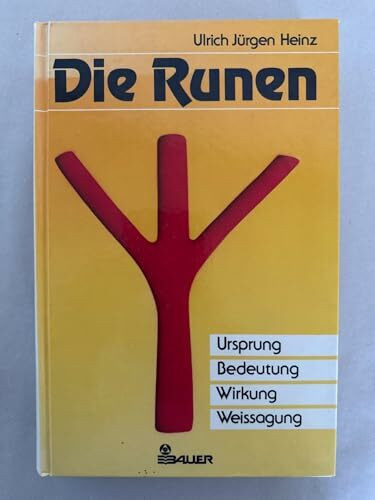 Ulrich Jürgen Heinz
Die Runen
Ursprung
Bedeutung
Wirkung
Weissagung
BAUER